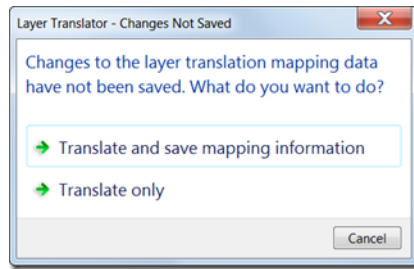 Layer Translator - Changes Not Saved
Changes to the layer translation mapping data
have not been saved. What do you want to do?
Translate and save mapping information
Translate only
Cancel